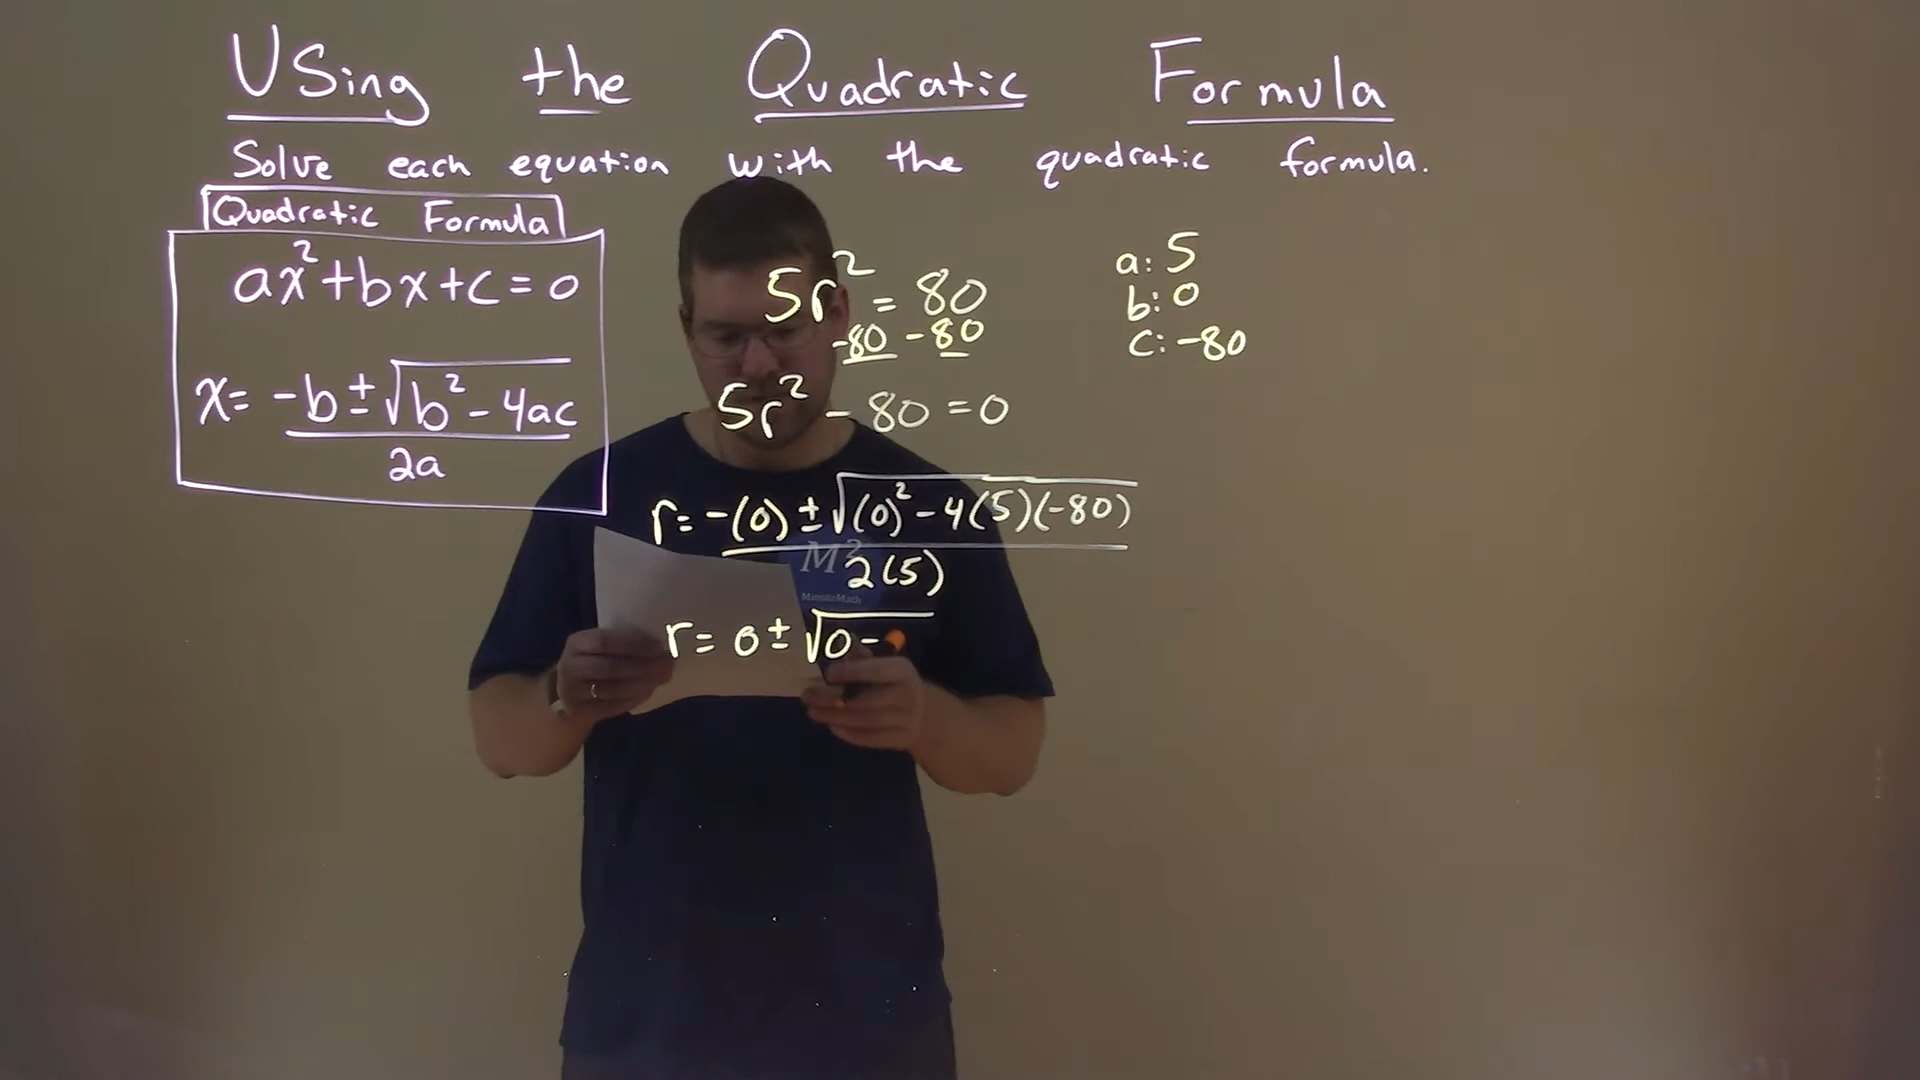 Using the Quadratic Formula
Solve each equation with the quadratic formula.
Quadratic Formula
ax²+bx+c=0
x= -b±√b²-4ac
2a
5r²=80
-80 -80
5r²-80=0
a: 5
b: 0
c: -80
r= -(0)±√(0)²-4(5)(-80)
2(5)
M²
MinuteMath
r= 0±√0-